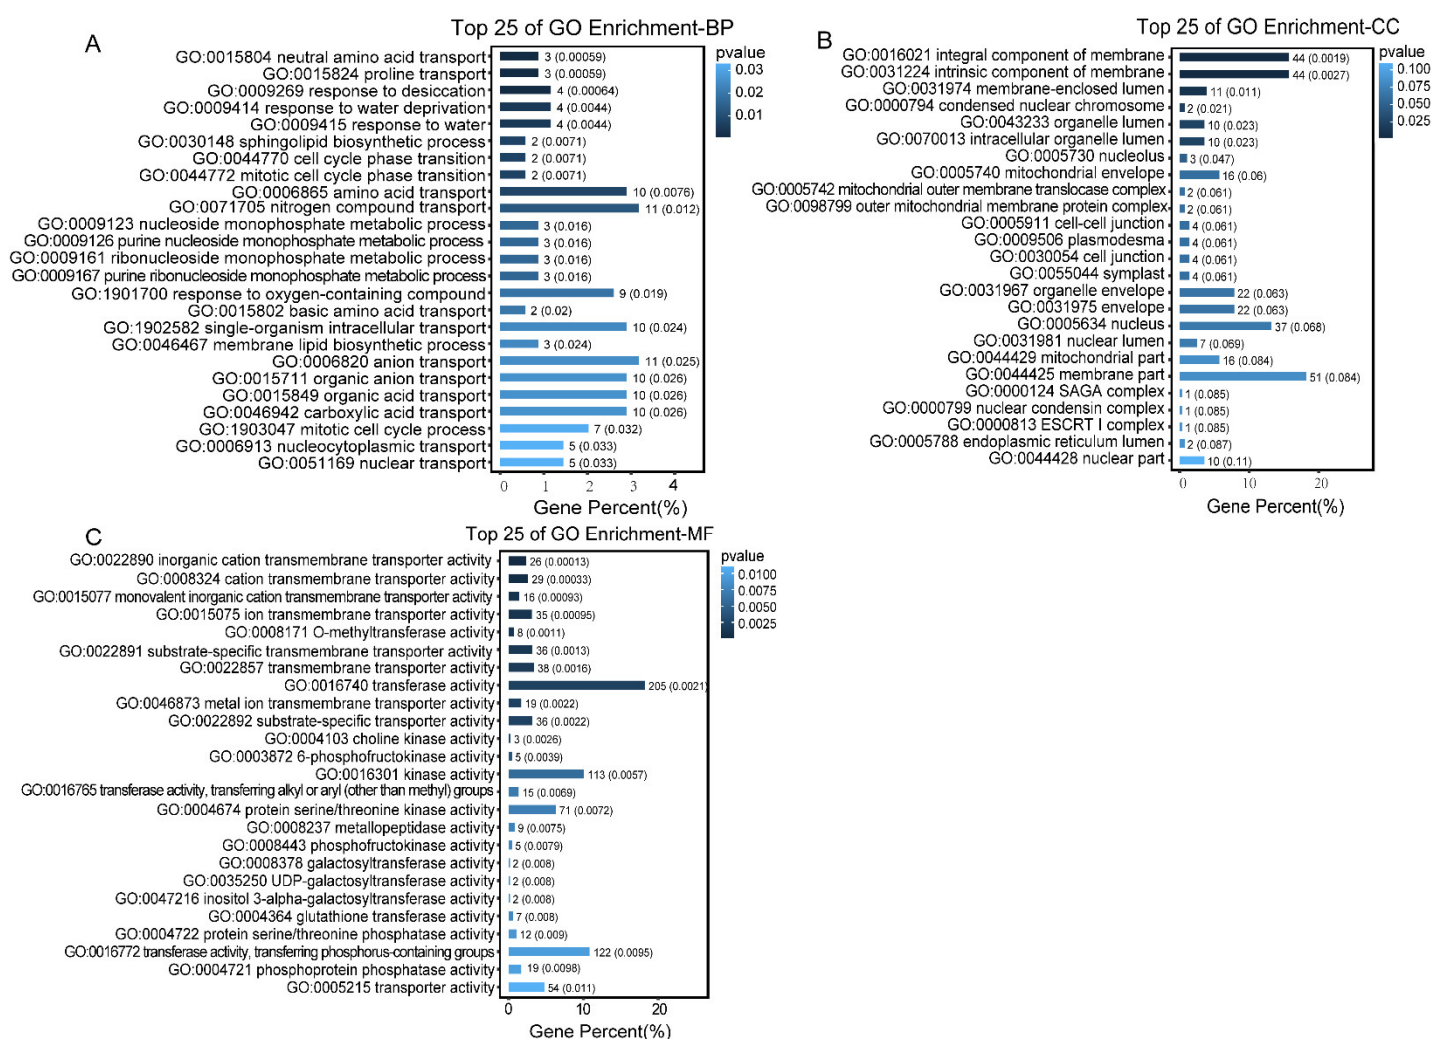 A
Top 25 of GO Enrichment-BP
GO:0015804 neutral amino acid transport 3 (0.00059)
GO:0015824 proline transport 3 (0.00059)
GO:0009269 response to desiccation 4 (0.00064)
GO:0009414 response to water deprivation 4 (0.0044)
GO:0009415 response to water 4 (0.0044)
GO:0030148 sphingolipid biosynthetic process 2 (0.0071)
GO:0044770 cell cycle phase transition 2 (0.0071)
GO:0044772 mitotic cell cycle phase transition 2 (0.0071)
GO:0006865 amino acid transport 10 (0.0076)
GO:0071705 nitrogen compound transport 11 (0.012)
GO:0009123 nucleoside monophosphate metabolic process 3 (0.016)
GO:0009126 purine nucleoside monophosphate metabolic process 3 (0.016)
GO:0009161 ribonucleoside monophosphate metabolic process 3 (0.016)
GO:0009167 purine ribonucleoside monophosphate metabolic process 3 (0.016)
GO:1901700 response to oxygen-containing compound 9 (0.019)
GO:0015802 basic amino acid transport 2 (0.02)
GO:1902582 single-organism intracellular transport 10 (0.024)
GO:0046467 membrane lipid biosynthetic process 3 (0.024)
GO:0006820 anion transport 11 (0.025)
GO:0015711 organic anion transport 10 (0.026)
GO:0015849 organic acid transport 10 (0.026)
GO:0046942 carboxylic acid transport 10 (0.026)
GO:1903047 mitotic cell cycle process 7 (0.032)
GO:0006913 nucleocytoplasmic transport 5 (0.033)
GO:0051169 nuclear transport 5 (0.033)
0 1 2 3 4
Gene Percent(%)
pvalue
0.03
0.02
0.01
B
Top 25 of GO Enrichment-CC
GO:0016021 integral component of membrane 44 (0.0019)
GO:0031224 intrinsic component of membrane 44 (0.0027)
GO:0031974 membrane-enclosed lumen 11 (0.011)
GO:0000794 condensed nuclear chromosome 2 (0.021)
GO:0043233 organelle lumen 10 (0.023)
GO:0070013 intracellular organelle lumen 10 (0.023)
GO:0005730 nucleolus 3 (0.047)
GO:0005740 mitochondrial envelope 16 (0.06)
GO:0005742 mitochondrial outer membrane translocase complex 2 (0.061)
GO:0098799 outer mitochondrial membrane protein complex 2 (0.061)
GO:0005911 cell-cell junction 4 (0.061)
GO:0009506 plasmodesma 4 (0.061)
GO:0030054 cell junction 4 (0.061)
GO:0055044 symplast 4 (0.061)
GO:0031967 organelle envelope 22 (0.063)
GO:0031975 envelope 22 (0.063)
GO:0005634 nucleus 37 (0.068)
GO:0031981 nuclear lumen 7 (0.069)
GO:0044429 mitochondrial part 16 (0.084)
GO:0044425 membrane part 51 (0.084)
GO:0000124 SAGA complex 1 (0.085)
GO:0000799 nuclear condensin complex 1 (0.085)
GO:0000813 ESCRT I complex 1 (0.085)
GO:0005788 endoplasmic reticulum lumen 2 (0.087)
GO:0044428 nuclear part 10 (0.11)
0 10 20
Gene Percent(%)
pvalue
0.100
0.075
0.050
0.025
C
Top 25 of GO Enrichment-MF
GO:0022890 inorganic cation transmembrane transporter activity 26 (0.00013)
GO:0008324 cation transmembrane transporter activity 29 (0.00033)
GO:0015077 monovalent inorganic cation transmembrane transporter activity 16 (0.00093)
GO:0015075 ion transmembrane transporter activity 35 (0.00095)
GO:0008171 O-methyltransferase activity 8 (0.0011)
GO:0022891 substrate-specific transmembrane transporter activity 36 (0.0013)
GO:0022857 transmembrane transporter activity 38 (0.0016)
GO:0016740 transferase activity 205 (0.0021)
GO:0046873 metal ion transmembrane transporter activity 19 (0.0022)
GO:0022892 substrate-specific transporter activity 36 (0.0022)
GO:0004103 choline kinase activity 3 (0.0026)
GO:0003872 6-phosphofructokinase activity 5 (0.0039)
GO:0016301 kinase activity 113 (0.0057)
GO:0016765 transferase activity, transferring alkyl or aryl (other than methyl) groups 15 (0.0069)
GO:0004674 protein serine/threonine kinase activity 71 (0.0072)
GO:0008237 metallopeptidase activity 9 (0.0075)
GO:0008443 phosphofructokinase activity 5 (0.0079)
GO:0008378 galactosyltransferase activity 2 (0.008)
GO:0035250 UDP-galactosyltransferase activity 2 (0.008)
GO:0047216 inositol 3-alpha-galactosyltransferase activity 2 (0.008)
GO:0004364 glutathione transferase activity 7 (0.008)
GO:0004722 protein serine/threonine phosphatase activity 12 (0.009)
GO:0016772 transferase activity, transferring phosphorus-containing groups 122 (0.0095)
GO:0004721 phosphoprotein phosphatase activity 19 (0.0098)
GO:0005215 transporter activity 54 (0.011)
0 10 20
Gene Percent(%)
pvalue
0.0100
0.0075
0.0050
0.0025